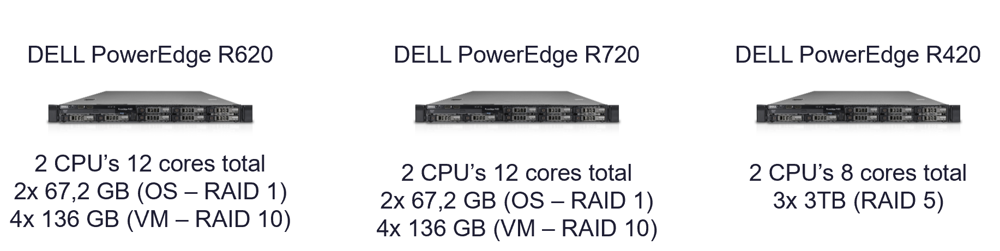 DELL PowerEdge R620
2 CPU’s 12 cores total
2x 67,2 GB (OS – RAID 1)
4x 136 GB (VM – RAID 10)
DELL PowerEdge R720
2 CPU’s 12 cores total
2x 67,2 GB (OS – RAID 1)
4x 136 GB (VM – RAID 10)
DELL PowerEdge R420
2 CPU’s 8 cores total
3x 3TB (RAID 5)